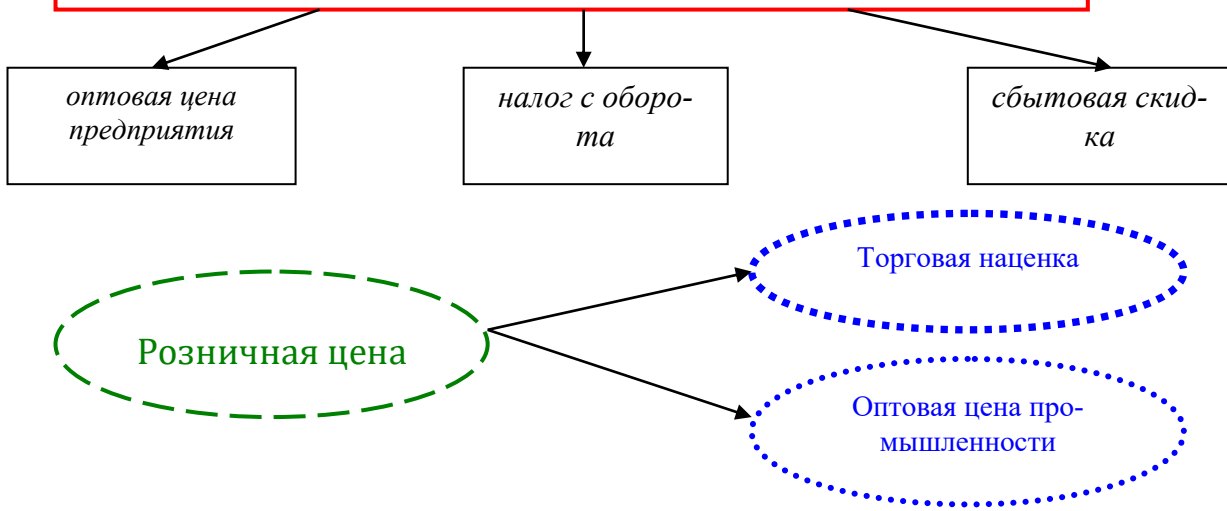 оптовая цена
предприятия
налог с оборо-
та
сбытовая скид-
ка
Торговая наценка
Розничная цена
Оптовая цена про-
мышленности